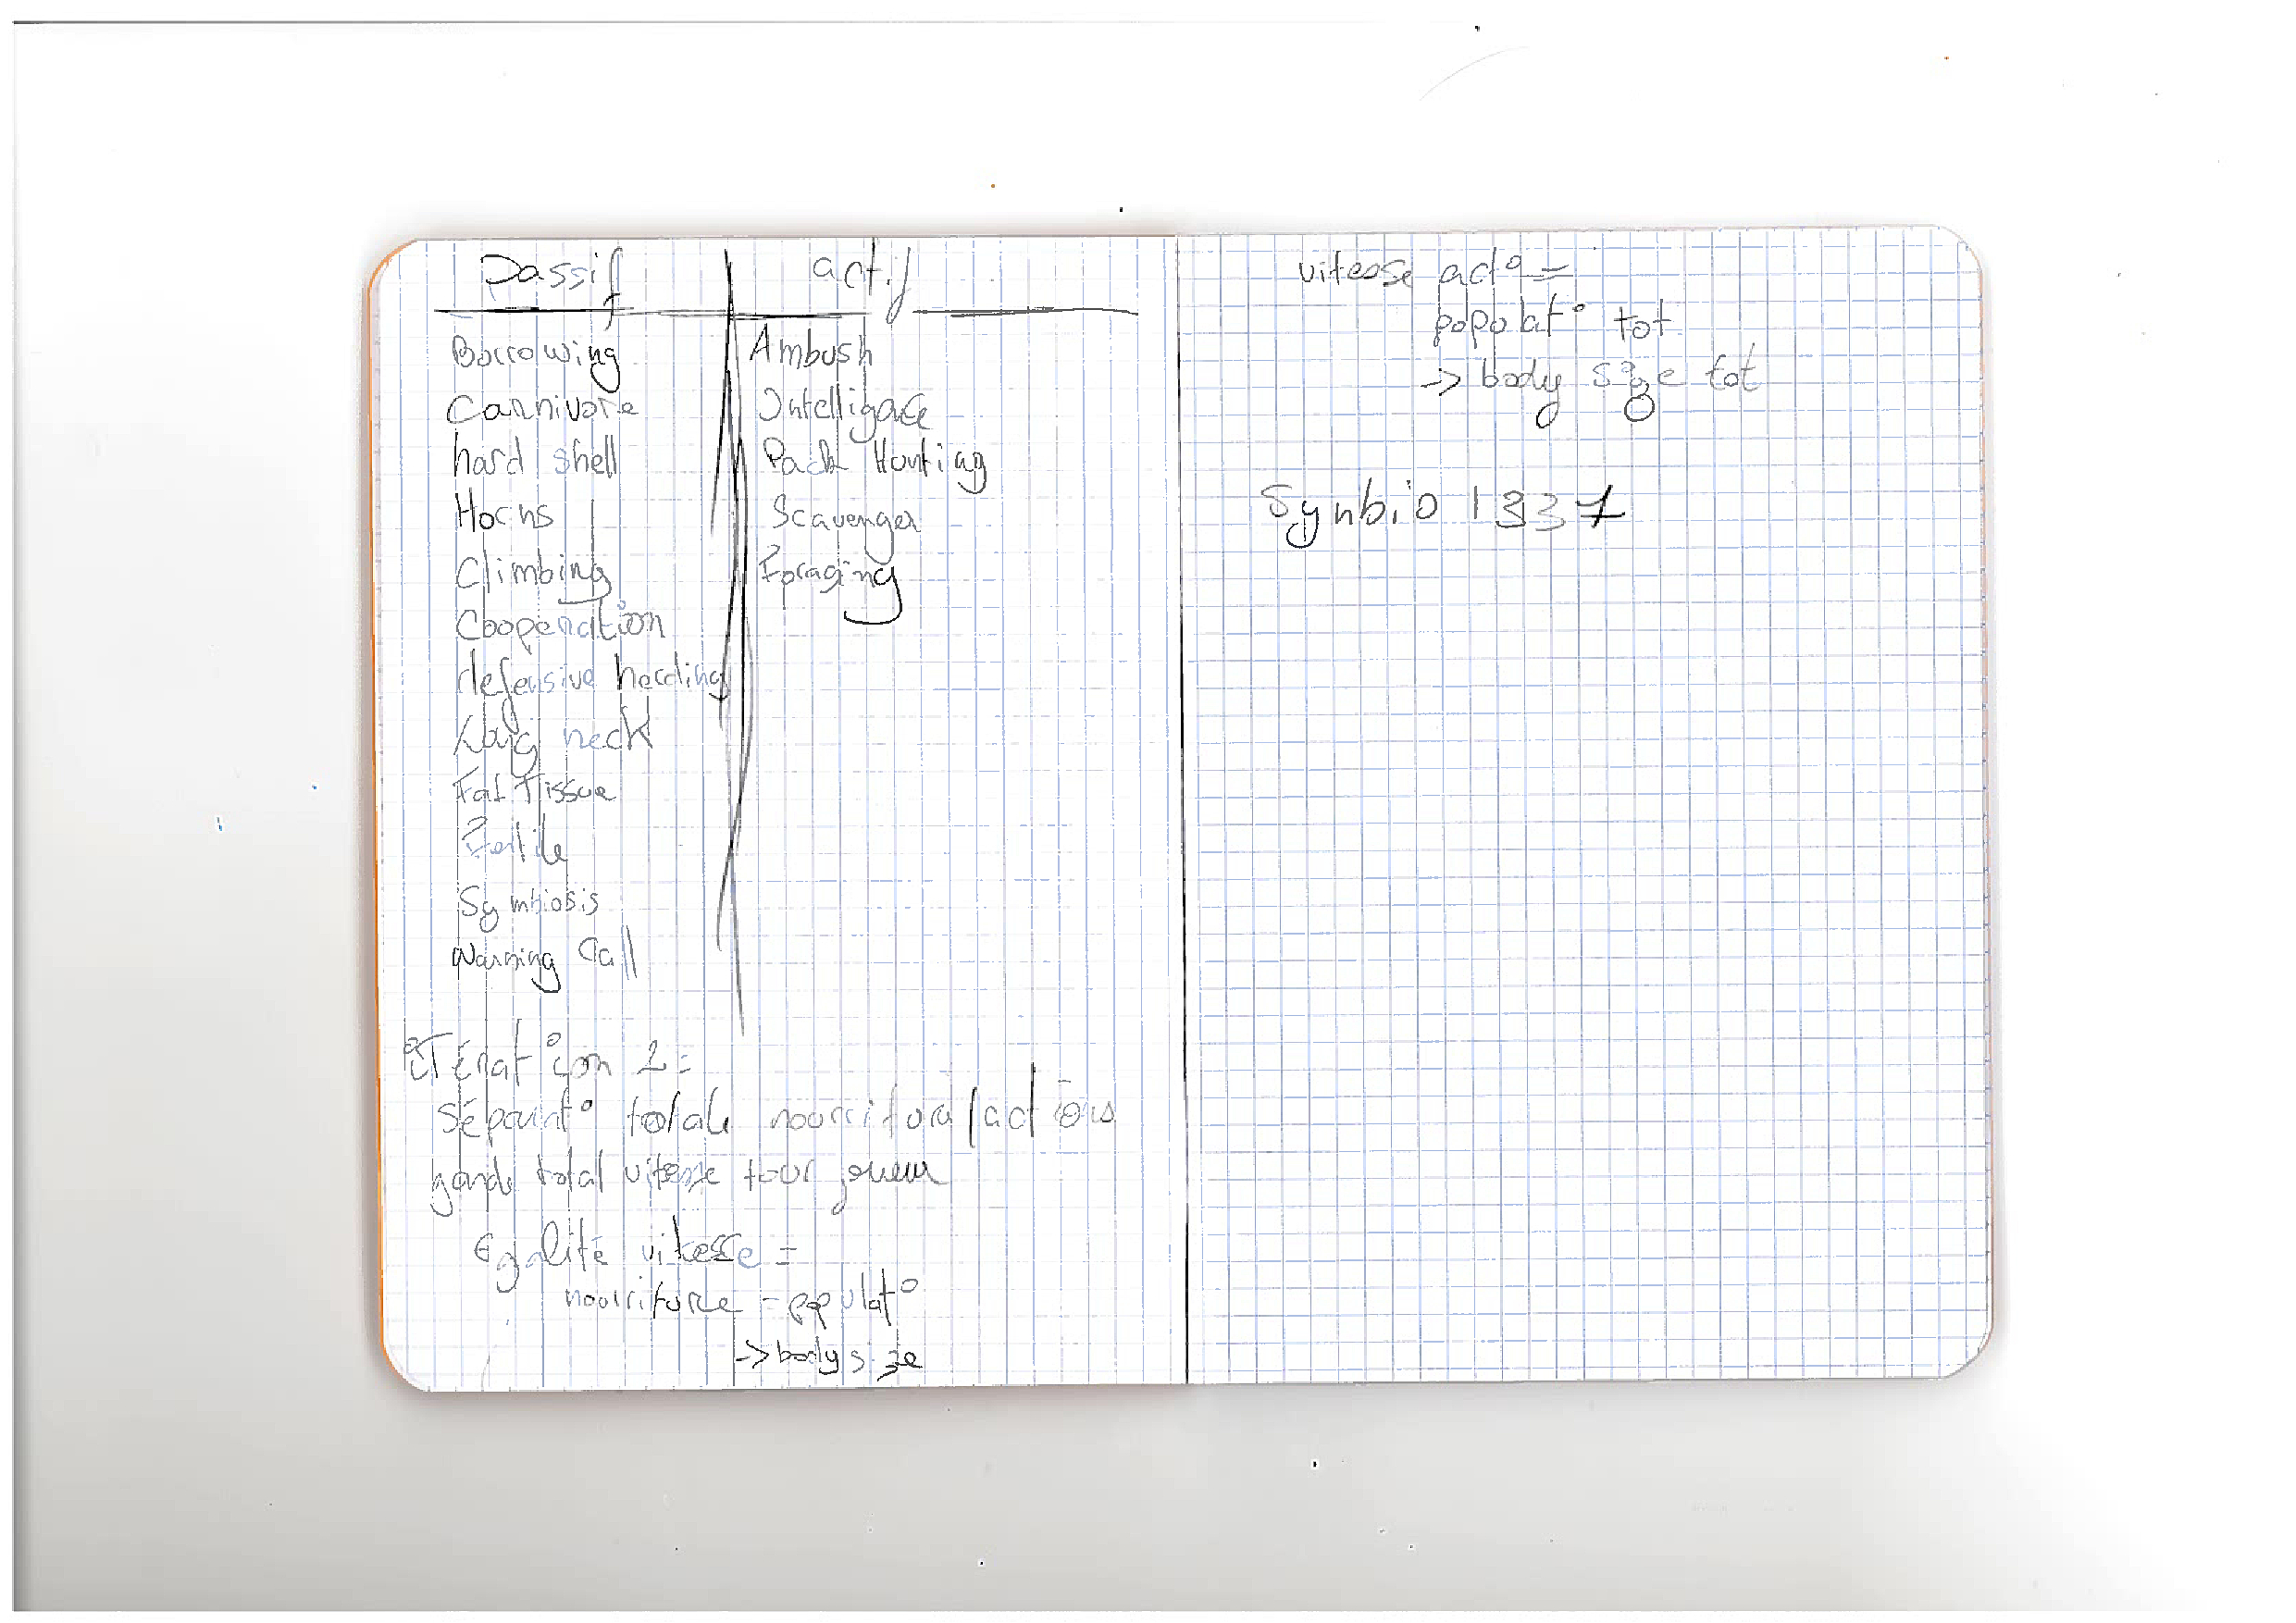 passif actif
Borrowing Ambush
Carnivore Intelligence
hard shell Pack Hunting
Horns Scavenger
Climbing Foraging
Cooperation
defensive herding
Long neck
Fat Tissue
Fertile
Symbiosis
Warning Call
iTération 2=
séparat° totale nourriture/actions
garde total vitesse tour joueur
égalité vitesse =
nourriture = populat°
-> body size
vitesse act° =
populat° tot
-> body size tot
Synbio 1337